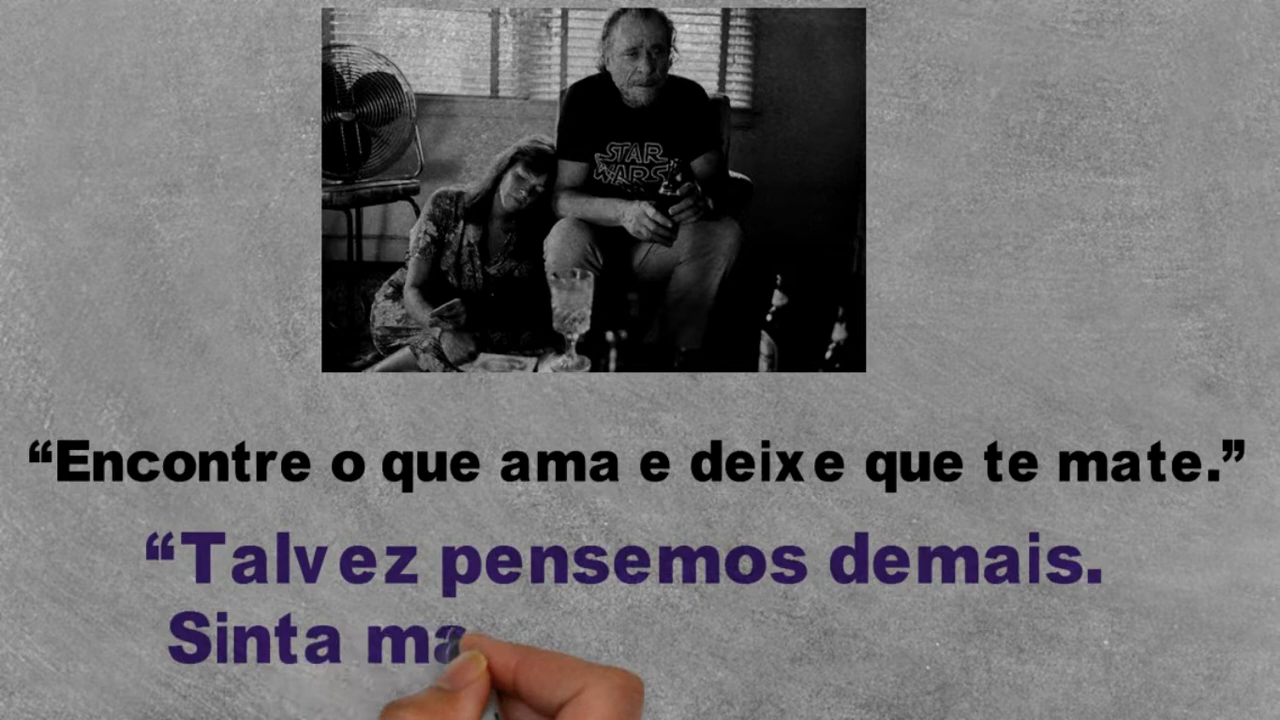 STAR
WARS
“Encontre o que ama e deixe que te mate.”
“Talvez pensemos demais.
Sinta ma